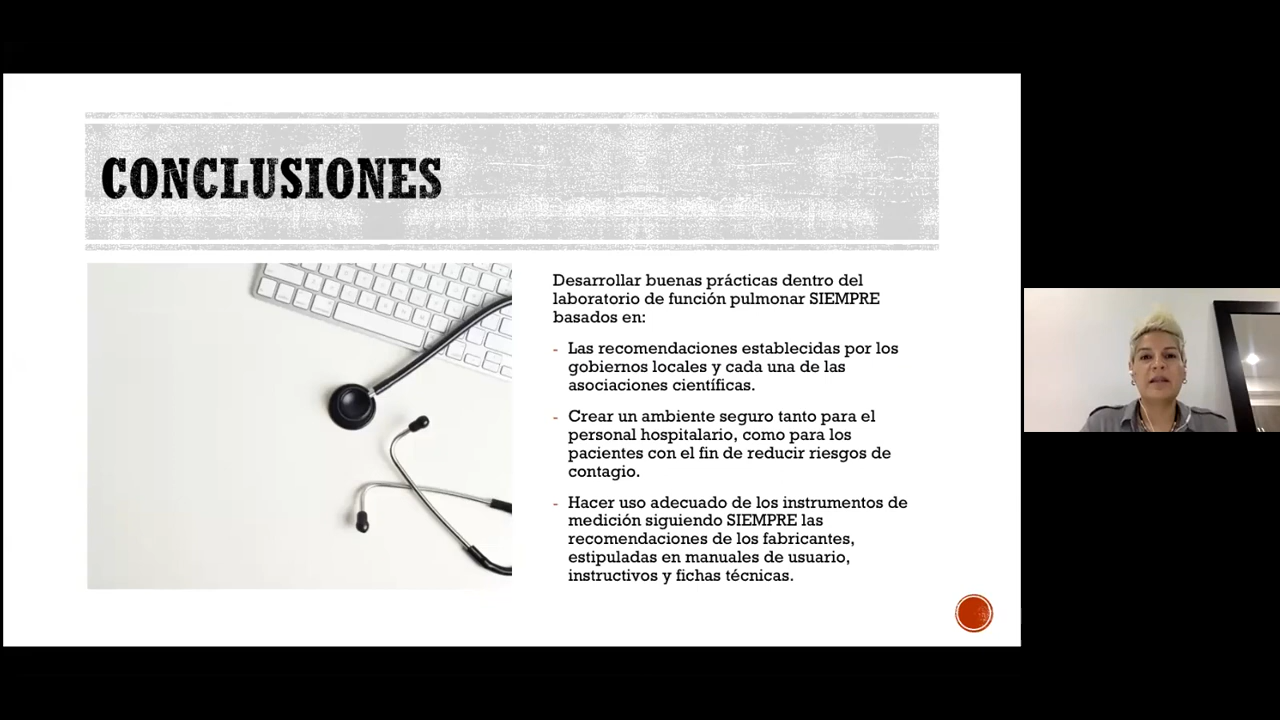 CONCLUSIONES
Desarrollar buenas prácticas dentro del
laboratorio de función pulmonar SIEMPRE
basados en:
- Las recomendaciones establecidas por los
gobiernos locales y cada una de las
asociaciones científicas.
- Crear un ambiente seguro tanto para el
personal hospitalario, como para los
pacientes con el fin de reducir riesgos de
contagio.
- Hacer uso adecuado de los instrumentos de
medición siguiendo SIEMPRE las
recomendaciones de los fabricantes,
estipuladas en manuales de usuario,
instructivos y fichas técnicas.